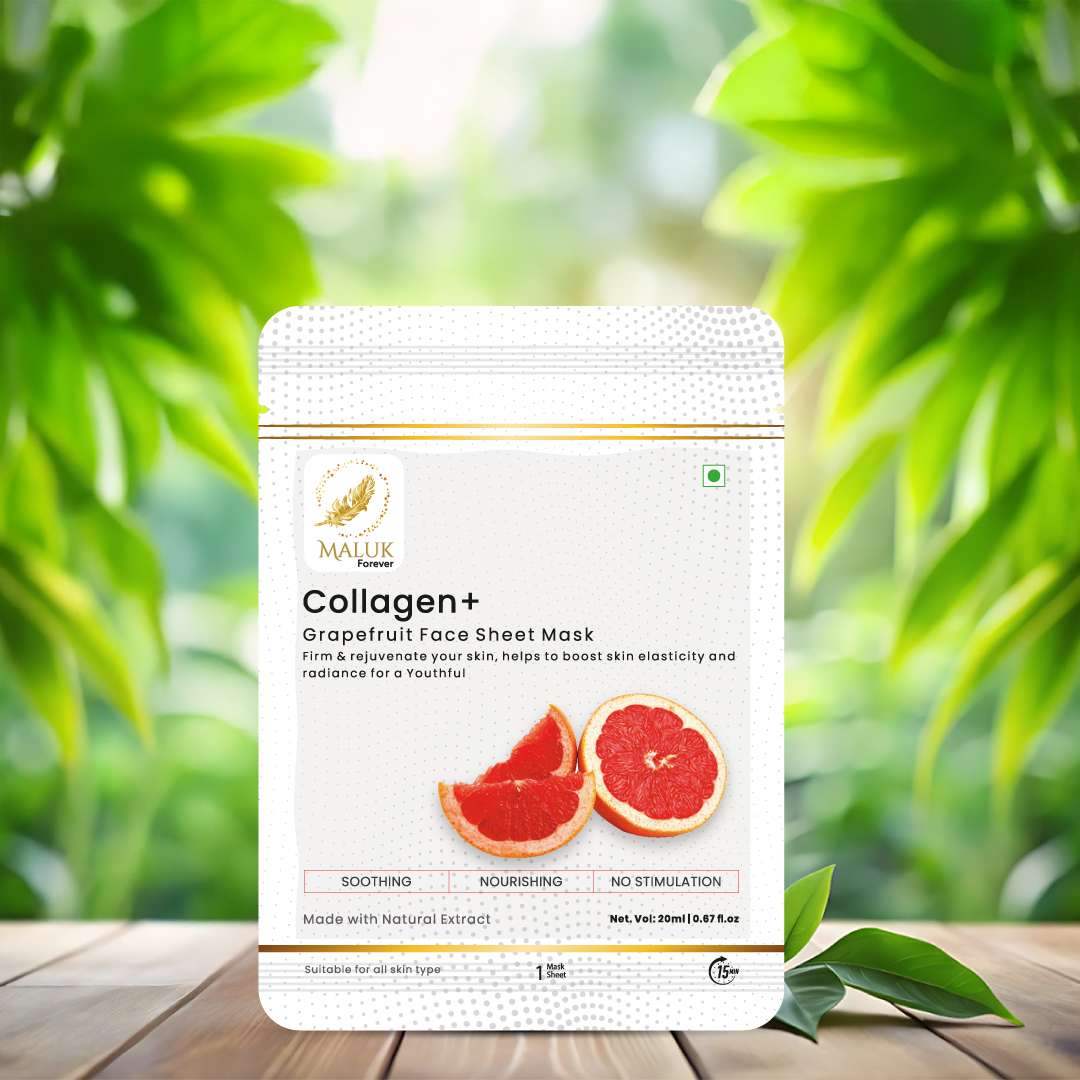 MALUK
Forever
Collagen+
Grapefruit Face Sheet Mask
Firm & rejuvenate your skin, helps to boost skin elasticity and
radiance for a Youthful
SOOTHING NOURISHING NO STIMULATION
Made with Natural Extract
Net. Vol: 20ml | 0.67 fl.oz
Suitable for all skin type
1 Mask
Sheet
15 MIN